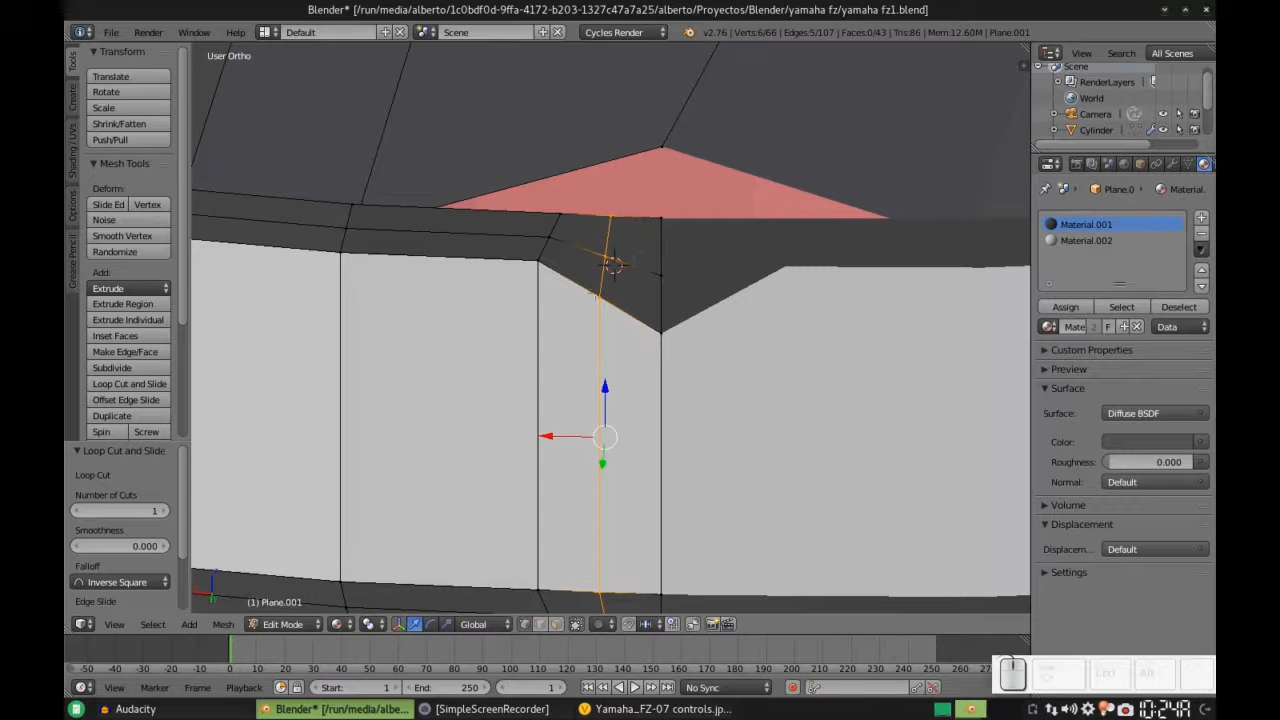 Blender* [/run/media/alberto/1c0bdf0d-9479-4172-b203-1327c47a7a25/alberto/Proyectos/Blender/yamaha fz/yamaha fz1.blend]
File Render Window Help Default Scene Cycles Render v2.76 | Verts:6/66 | Edges:5/107 | Faces:0/43 | Tris:86 | Mem:12.60M | Plane.001
View Search All Scenes
Scene
RenderLayers
World
Camera
Cylinder
Tools
Create
Shading / UVs
Options
Grease Pencil
Transform
Translate
Rotate
Scale
Shrink/Fatten
Push/Pull
Mesh Tools
Deform:
Slide Ed Vertex
Noise
Smooth Vertex
Randomize
Add:
Extrude
Extrude Region
Extrude Individual
Inset Faces
Make Edge/Face
Subdivide
Loop Cut and Slide
Offset Edge Slide
Duplicate
Spin Screw
Loop Cut and Slide
Loop Cut
Number of Cuts
1
Smoothness
0.000
Falloff
Inverse Square
Edge Slide
User Ortho
(1) Plane.001
Plane.0 Material.
Material.001
Material.002
Assign Select Deselect
Mate 2 F Data
Custom Properties
Preview
Surface
Surface: Diffuse BSDF
Color:
Roughness: 0.000
Normal: Default
Volume
Displacement
Displacem... Default
Settings
View Select Add Mesh Edit Mode Global
-50 -40 -30 -20 -10 0 10 20 30 40 50 60 70 80 90 100 110 120 130 140 150 160 170 180 190 200 210 220 230 240 250 260
View Marker Frame Playback Start: 1 End: 250 1 No Sync
Audacity Blender* [/run/media/albe... [SimpleScreenRecorder] Yamaha_FZ-07 controls.jp...